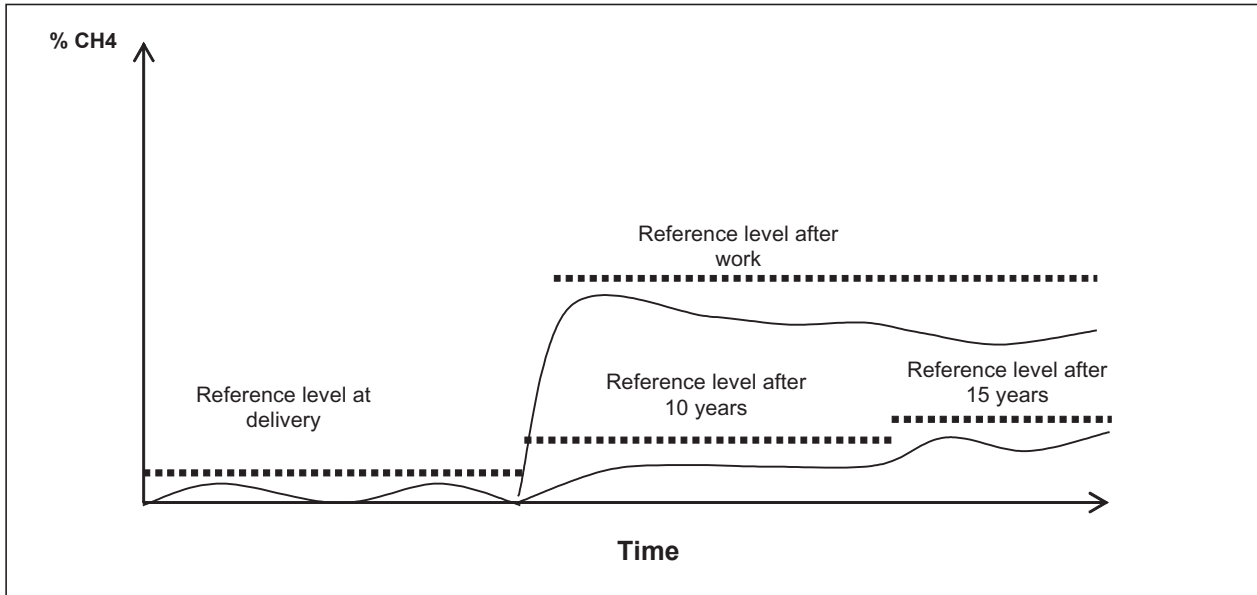 % CH4
Reference level after
work
Reference level at
delivery
Reference level after
10 years
Reference level after
15 years
Time